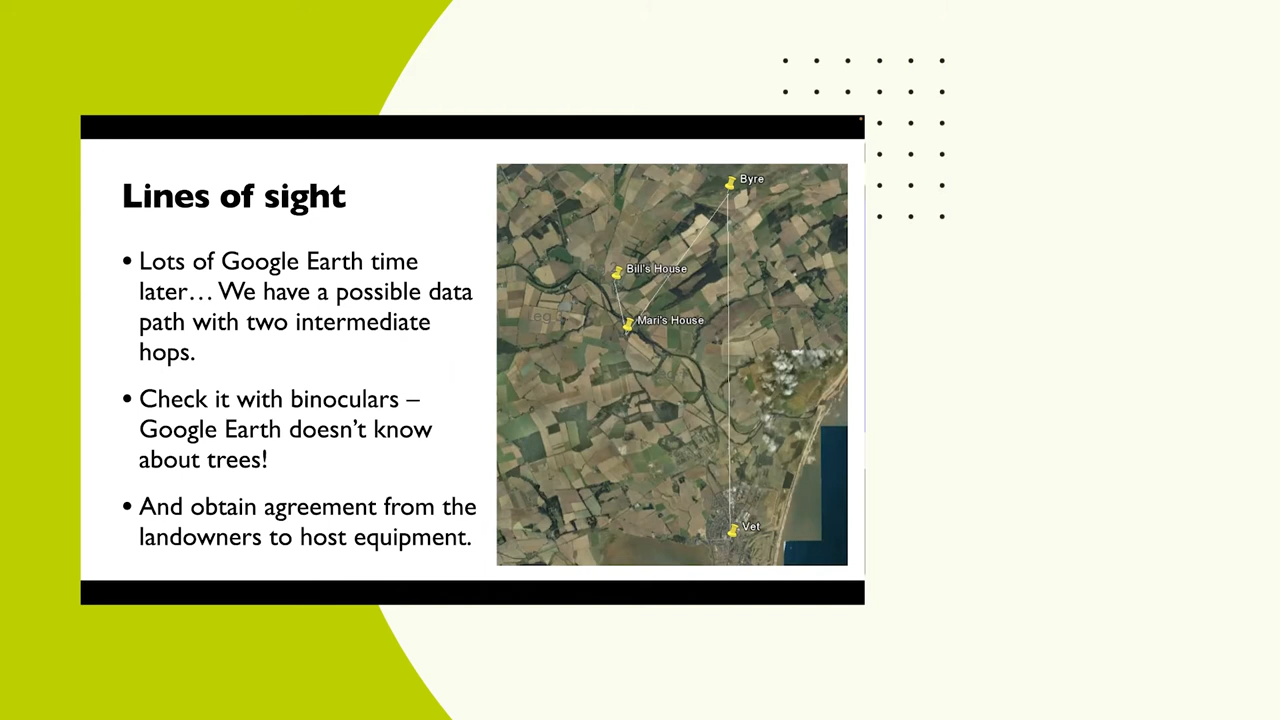 Lines of sight
• Lots of Google Earth time
later… We have a possible data
path with two intermediate
hops.
• Check it with binoculars –
Google Earth doesn’t know
about trees!
• And obtain agreement from the
landowners to host equipment.
Byre
Bill's House
Leg
Mari's House
Vet